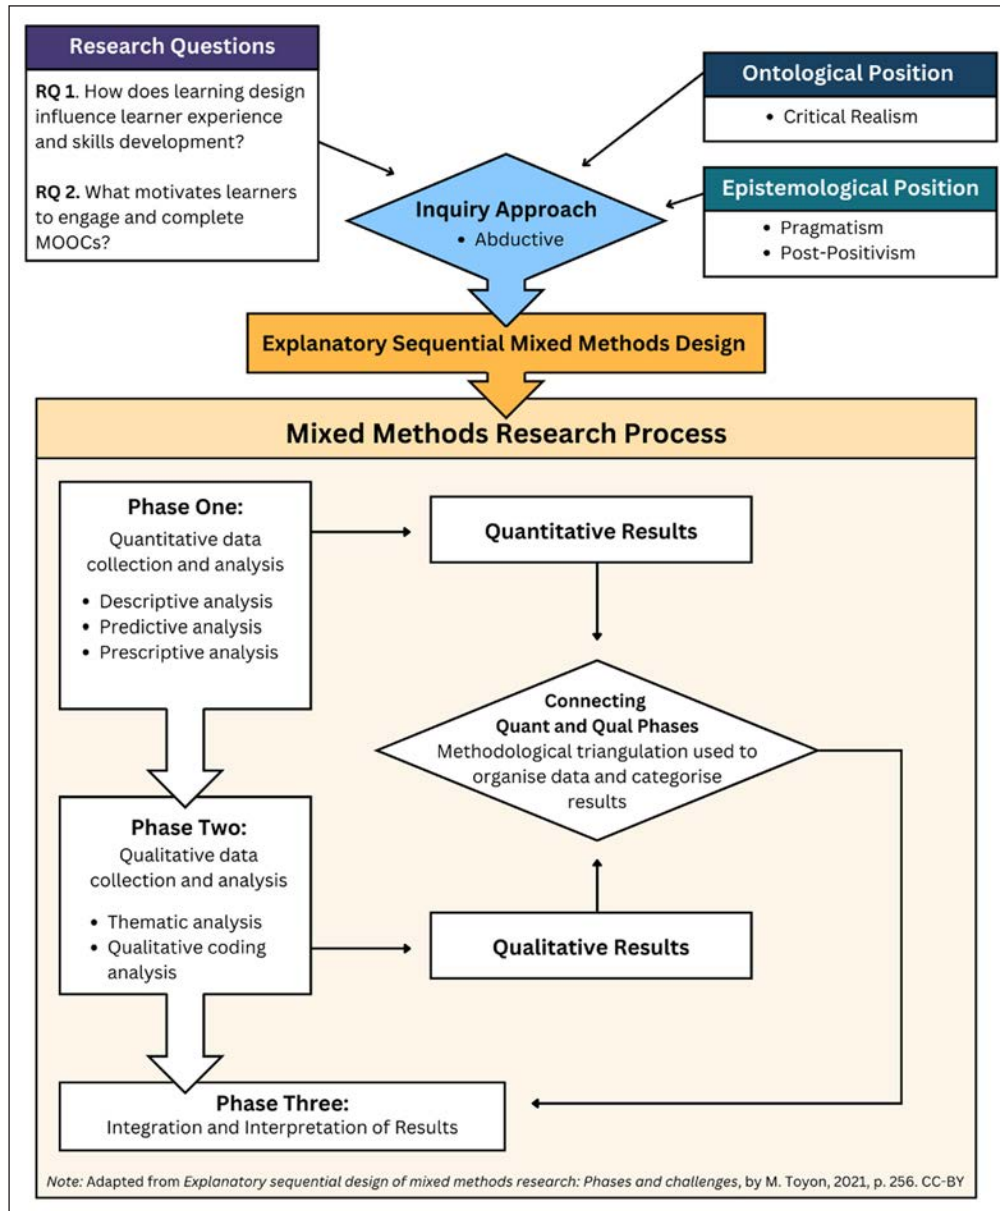 Research Questions
RQ 1. How does learning design
influence learner experience
and skills development?
RQ 2. What motivates learners
to engage and complete
MOOCs?
Ontological Position
• Critical Realism
Epistemological Position
• Pragmatism
• Post-Positivism
Inquiry Approach
• Abductive
Explanatory Sequential Mixed Methods Design
Mixed Methods Research Process
Phase One:
Quantitative data
collection and analysis
• Descriptive analysis
• Predictive analysis
• Prescriptive analysis
Quantitative Results
Connecting
Quant and Qual Phases
Methodological triangulation used to
organise data and categorise
results
Phase Two:
Qualitative data
collection and analysis
• Thematic analysis
• Qualitative coding
analysis
Qualitative Results
Phase Three:
Integration and Interpretation of Results
Note: Adapted from Explanatory sequential design of mixed methods research: Phases and challenges, by M. Toyon, 2021, p. 256. CC-BY